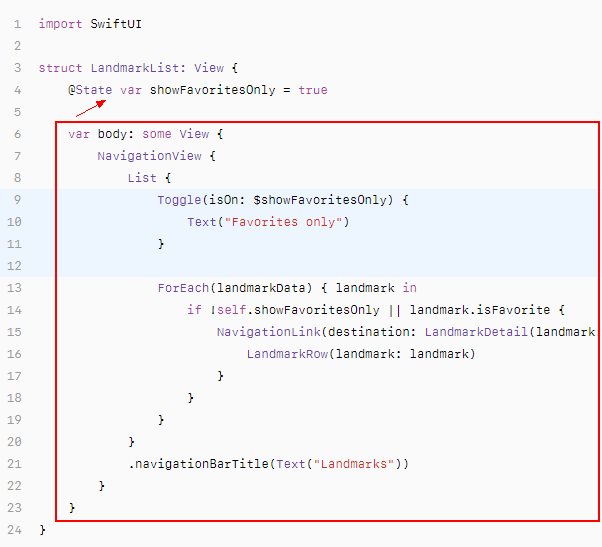 1 import SwiftUI
2
3 struct LandmarkList: View {
4     @State var showFavoritesOnly = true
5
6     var body: some View {
7         NavigationView {
8             List {
9                 Toggle(isOn: $showFavoritesOnly) {
10                     Text("Favorites only")
11                 }
12
13                 ForEach(landmarkData) { landmark in
14                     if !self.showFavoritesOnly || landmark.isFavorite {
15                         NavigationLink(destination: LandmarkDetail(landmark:
16                             LandmarkRow(landmark: landmark)
17                         }
18                     }
19                 }
20             }
21             .navigationBarTitle(Text("Landmarks"))
22         }
23     }
24 }